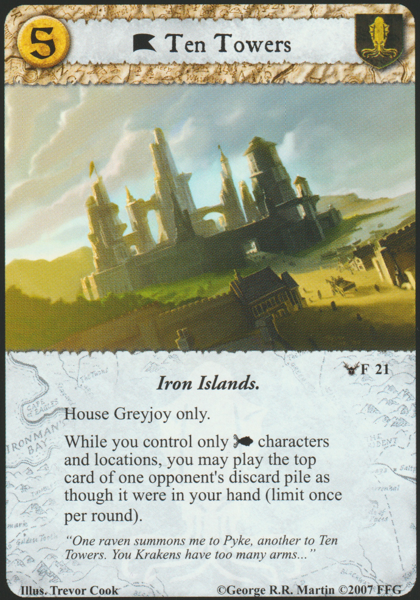 5
Ten Towers
F 21
Iron Islands.
House Greyjoy only.
While you control only characters
and locations, you may play the top
card of one opponent's discard pile as
though it were in your hand (limit once
per round).
"One raven summons me to Pyke, another to Ten
Towers. You Krakens have too many arms..."
IRONMAN'S
BAY
Illus. Trevor Cook
©George R.R. Martin ©2007 FFG